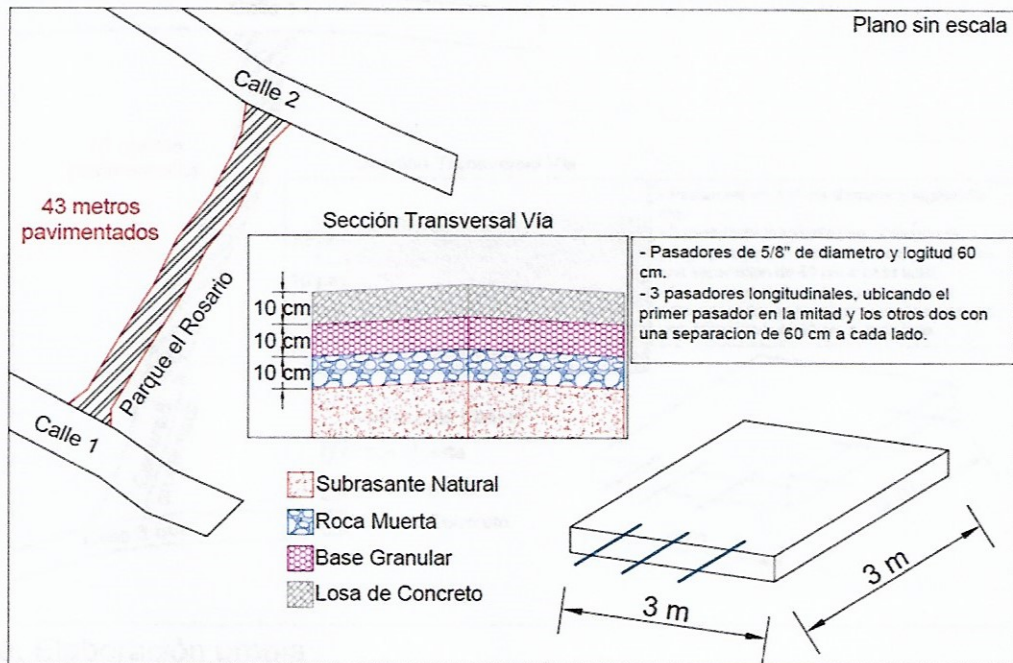 Plano sin escala
Calle 2
43 metros
pavimentados
Parque el Rosario
Calle 1
Sección Transversal Vía
10 cm
10 cm
10 cm
- Pasadores de 5/8" de diametro y logitud 60
cm.
- 3 pasadores longitudinales, ubicando el
primer pasador en la mitad y los otros dos con
una separacion de 60 cm a cada lado.
Subrasante Natural
Roca Muerta
Base Granular
Losa de Concreto
3 m
3 m